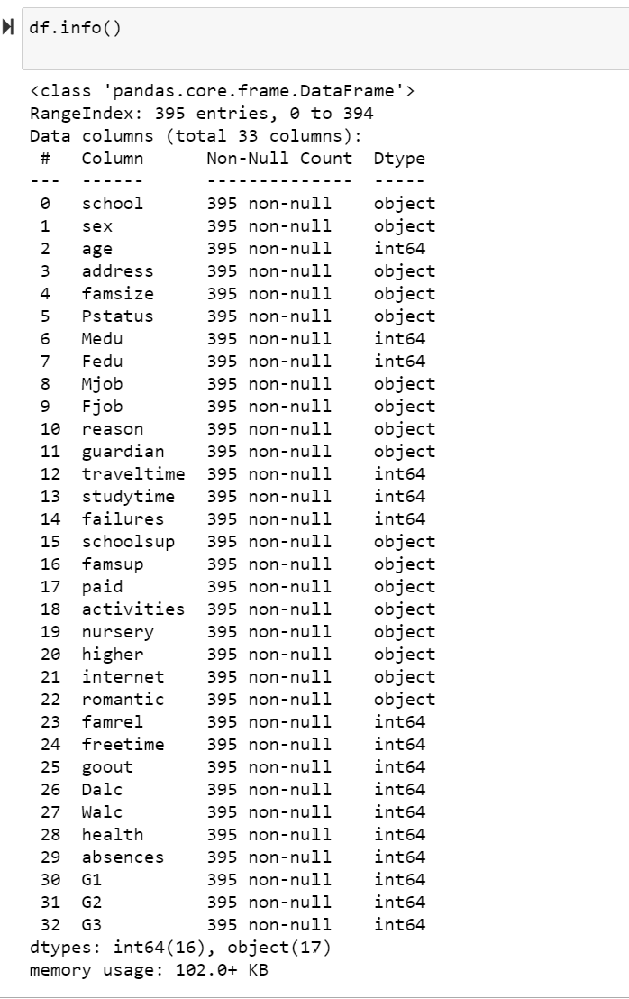 df.info()
<class 'pandas.core.frame.DataFrame'>
RangeIndex: 395 entries, 0 to 394
Data columns (total 33 columns):
 #   Column      Non-Null Count  Dtype
---  ------      --------------  -----
 0   school      395 non-null    object
 1   sex         395 non-null    object
 2   age         395 non-null    int64
 3   address     395 non-null    object
 4   famsize     395 non-null    object
 5   Pstatus     395 non-null    object
 6   Medu        395 non-null    int64
 7   Fedu        395 non-null    int64
 8   Mjob        395 non-null    object
 9   Fjob        395 non-null    object
 10  reason      395 non-null    object
 11  guardian    395 non-null    object
 12  traveltime  395 non-null    int64
 13  studytime   395 non-null    int64
 14  failures    395 non-null    int64
 15  schoolsup   395 non-null    object
 16  famsup      395 non-null    object
 17  paid        395 non-null    object
 18  activities  395 non-null    object
 19  nursery     395 non-null    object
 20  higher      395 non-null    object
 21  internet    395 non-null    object
 22  romantic    395 non-null    object
 23  famrel      395 non-null    int64
 24  freetime    395 non-null    int64
 25  goout       395 non-null    int64
 26  Dalc        395 non-null    int64
 27  Walc        395 non-null    int64
 28  health      395 non-null    int64
 29  absences    395 non-null    int64
 30  G1          395 non-null    int64
 31  G2          395 non-null    int64
 32  G3          395 non-null    int64
dtypes: int64(16), object(17)
memory usage: 102.0+ KB